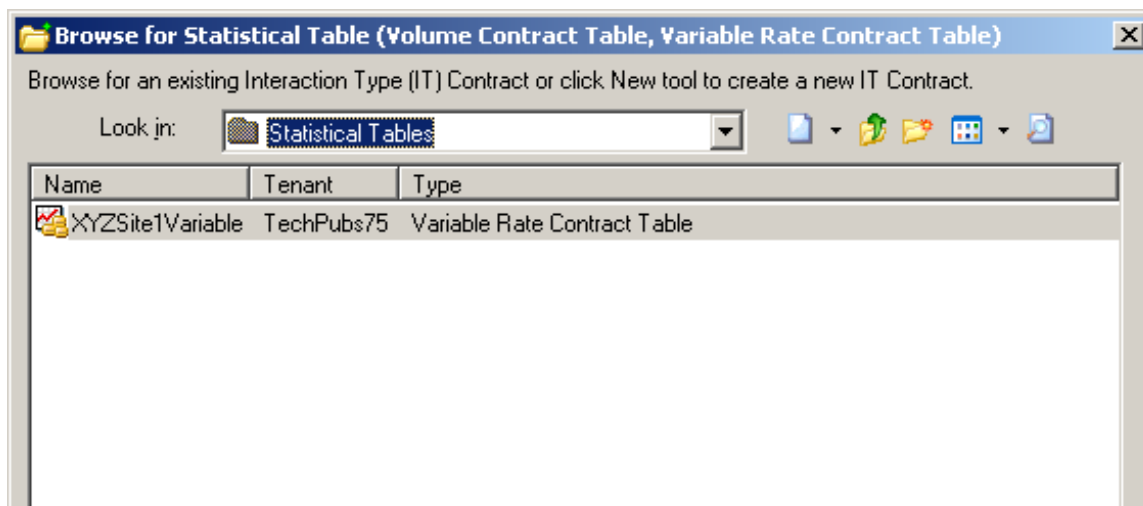 Browse for Statistical Table (Volume Contract Table, Variable Rate Contract Table)
Browse for an existing Interaction Type (IT) Contract or click New tool to create a new IT Contract.
Look in: Statistical Tables
Name Tenant Type
XYZSite1Variable TechPubs75 Variable Rate Contract Table